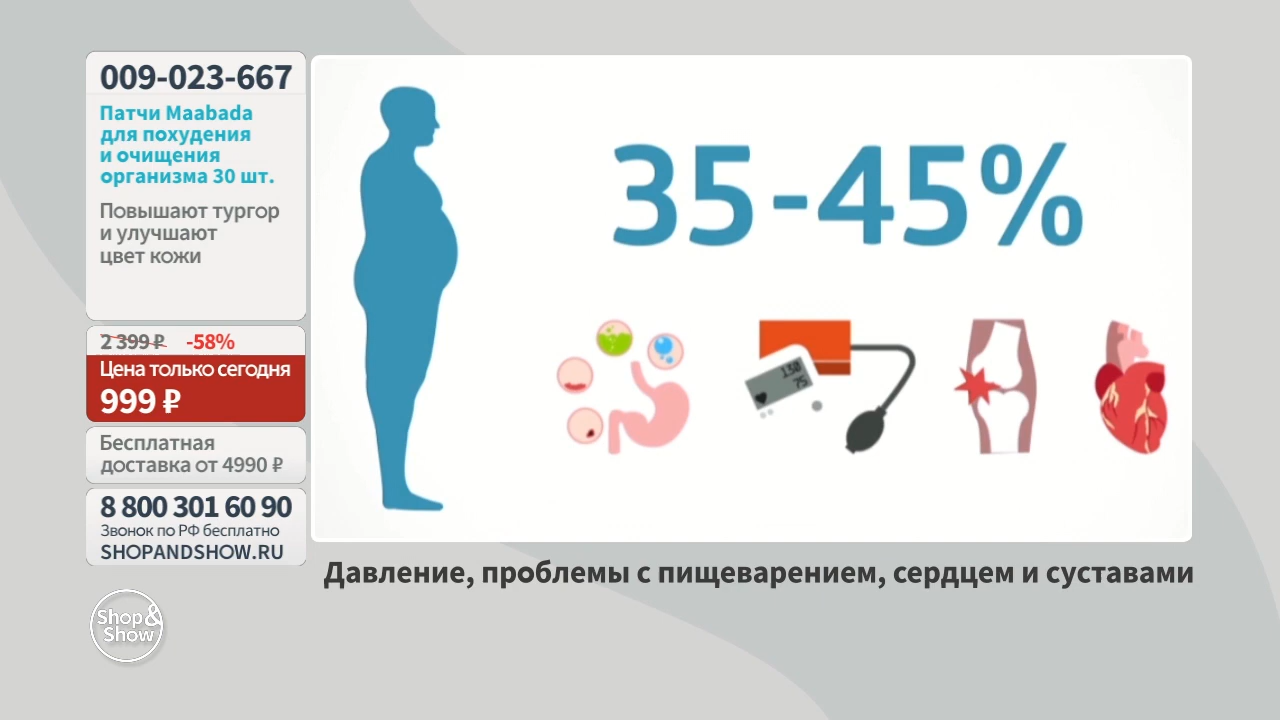 009-023-667
Патчи Maabada
для похудения
и очищения
организма 30 шт.
Повышают тургор
и улучшают
цвет кожи
2 399 ₽ -58%
Цена только сегодня
999 ₽
Бесплатная
доставка от 4990 ₽
8 800 301 60 90
Звонок по РФ бесплатно
SHOPANDSHOW.RU
Shop&
Show
35-45%
150
75
Давление, проблемы с пищеварением, сердцем и суставами